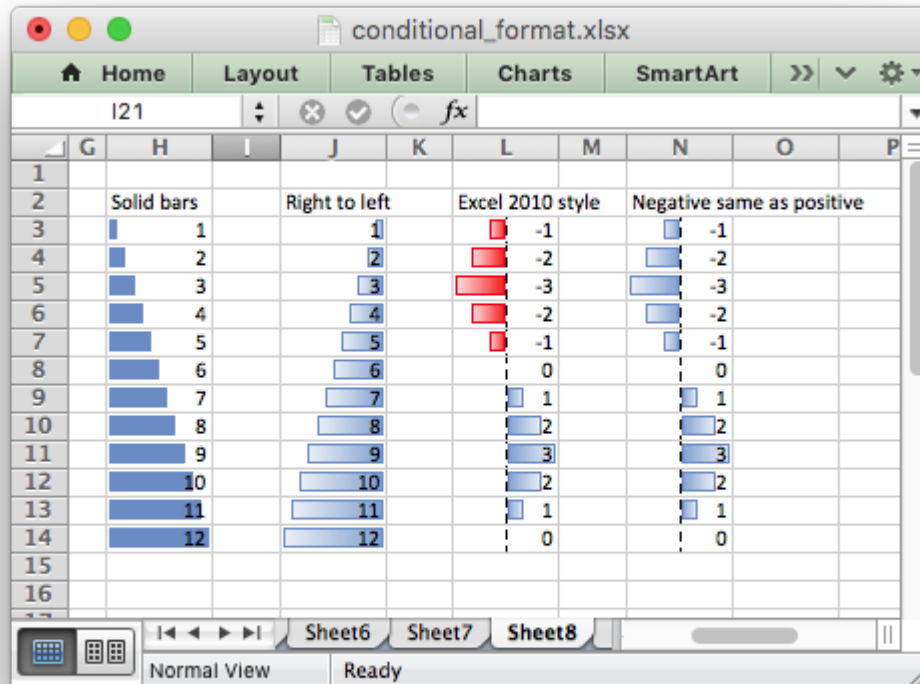 conditional_format.xlsx
Home Layout Tables Charts SmartArt
I21 fx
G H I J K L M N O P
1
2 Solid bars Right to left Excel 2010 style Negative same as positive
3 1 1 -1 -1
4 2 2 -2 -2
5 3 3 -3 -3
6 4 4 -2 -2
7 5 5 -1 -1
8 6 6 0 0
9 7 7 1 1
10 8 8 2 2
11 9 9 3 3
12 10 10 2 2
13 11 11 1 1
14 12 12 0 0
15
16
17
Sheet6 Sheet7 Sheet8
Normal View Ready